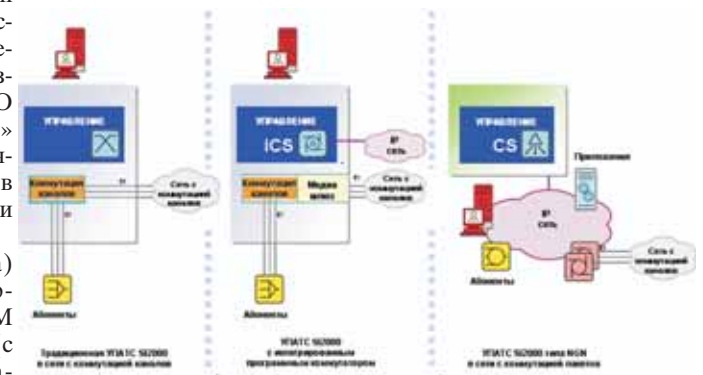 с-
е-
в-
О
»
н-
в
и
)
о-
М
с
УПРАВЛЕНИЕ
Коммутация
каналов
Сеть с
коммутацией
каналов
Абоненты
Традиционная УПАТС SI2000
в сети с коммутацией каналов
УПРАВЛЕНИЕ
ICS
IP
сеть
Коммутация
каналов
Медиа
шлюз
Сеть с
коммутацией
каналов
Абоненты
УПАТС SI2000
с интегрированным
программным коммутатором
УПРАВЛЕНИЕ
CS
Приложения
IP
сеть
Абоненты
Сеть с
коммутацией
каналов
УПАТС SI2000 типа NGN
в сети с коммутацией пакетов